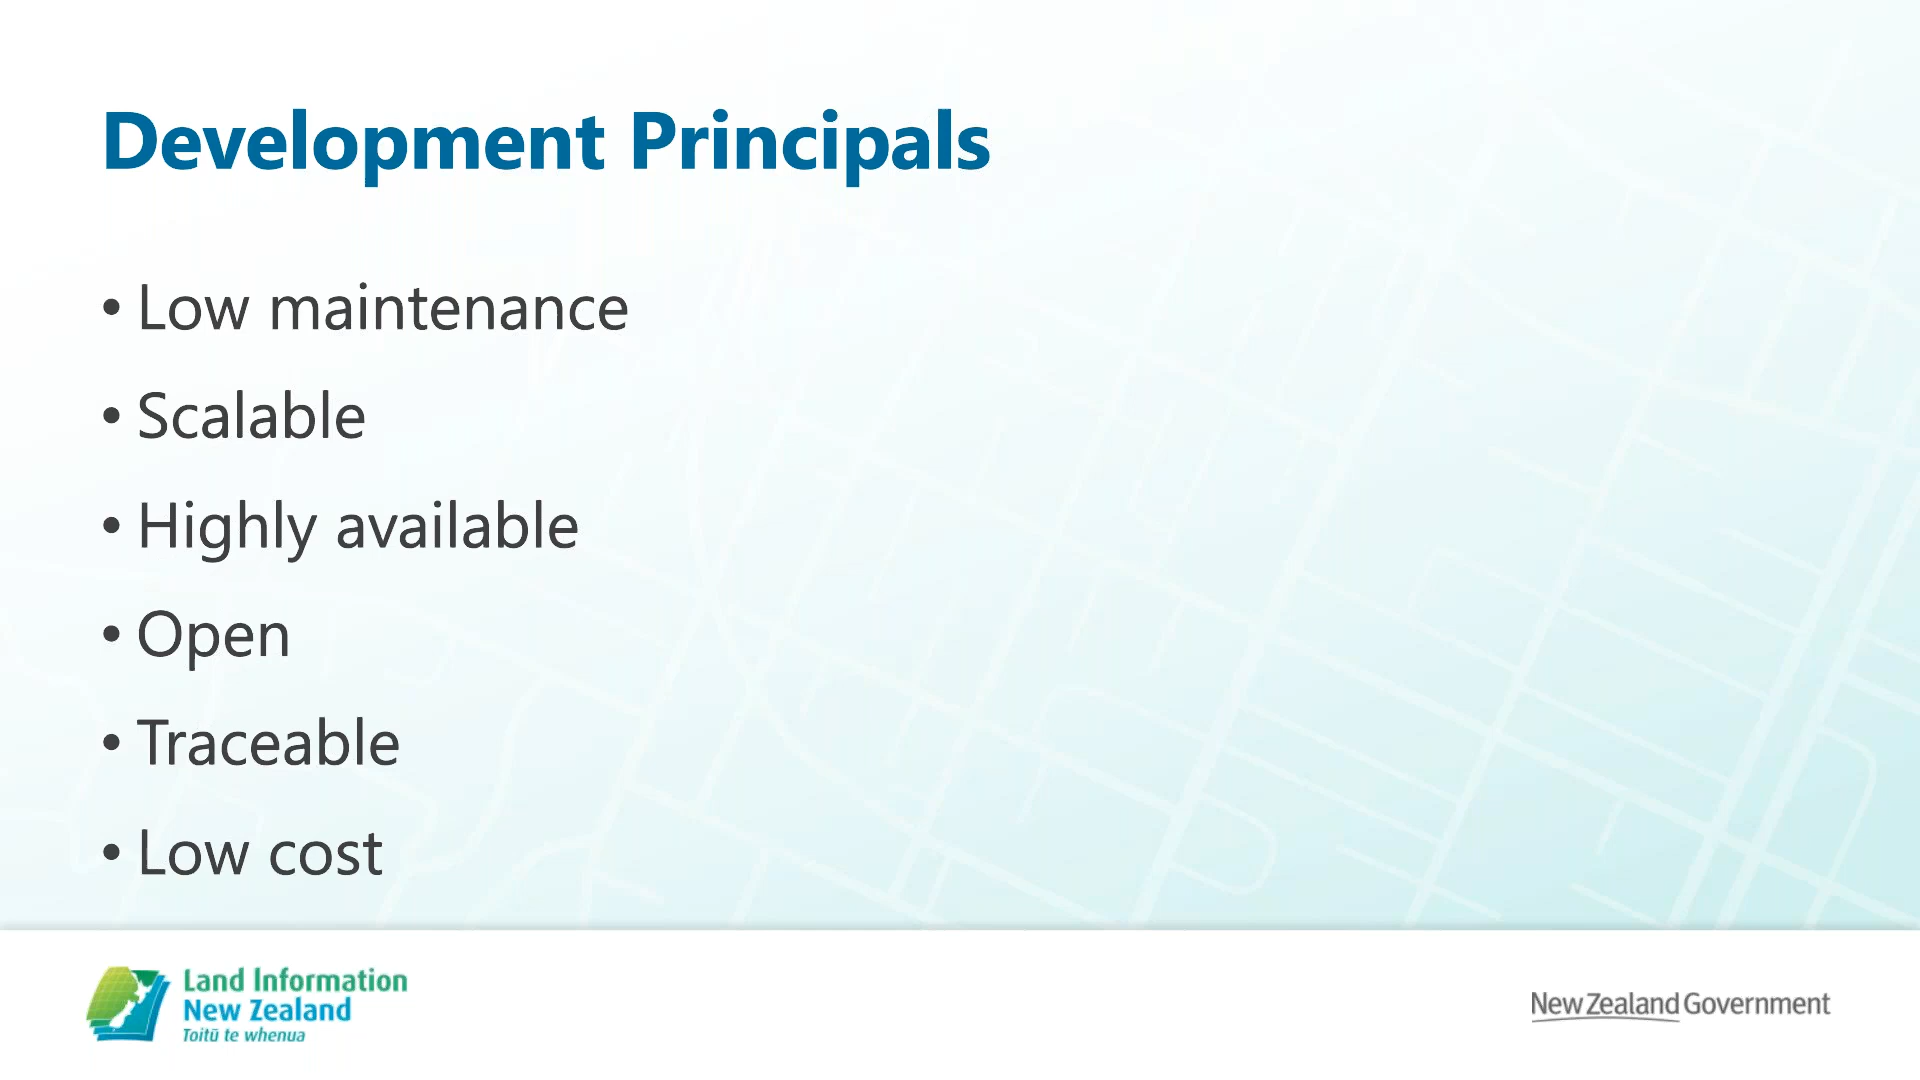 Development Principals
• Low maintenance
• Scalable
• Highly available
• Open
• Traceable
• Low cost
Land Information
New Zealand
Toitū te whenua
New Zealand Government